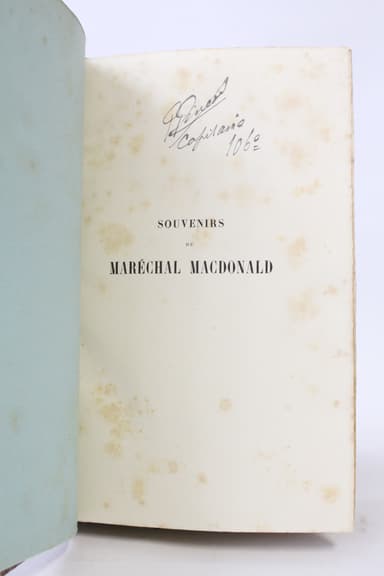 Capitaine
106e
SOUVENIRS
DU
MARÉCHAL MACDONALD